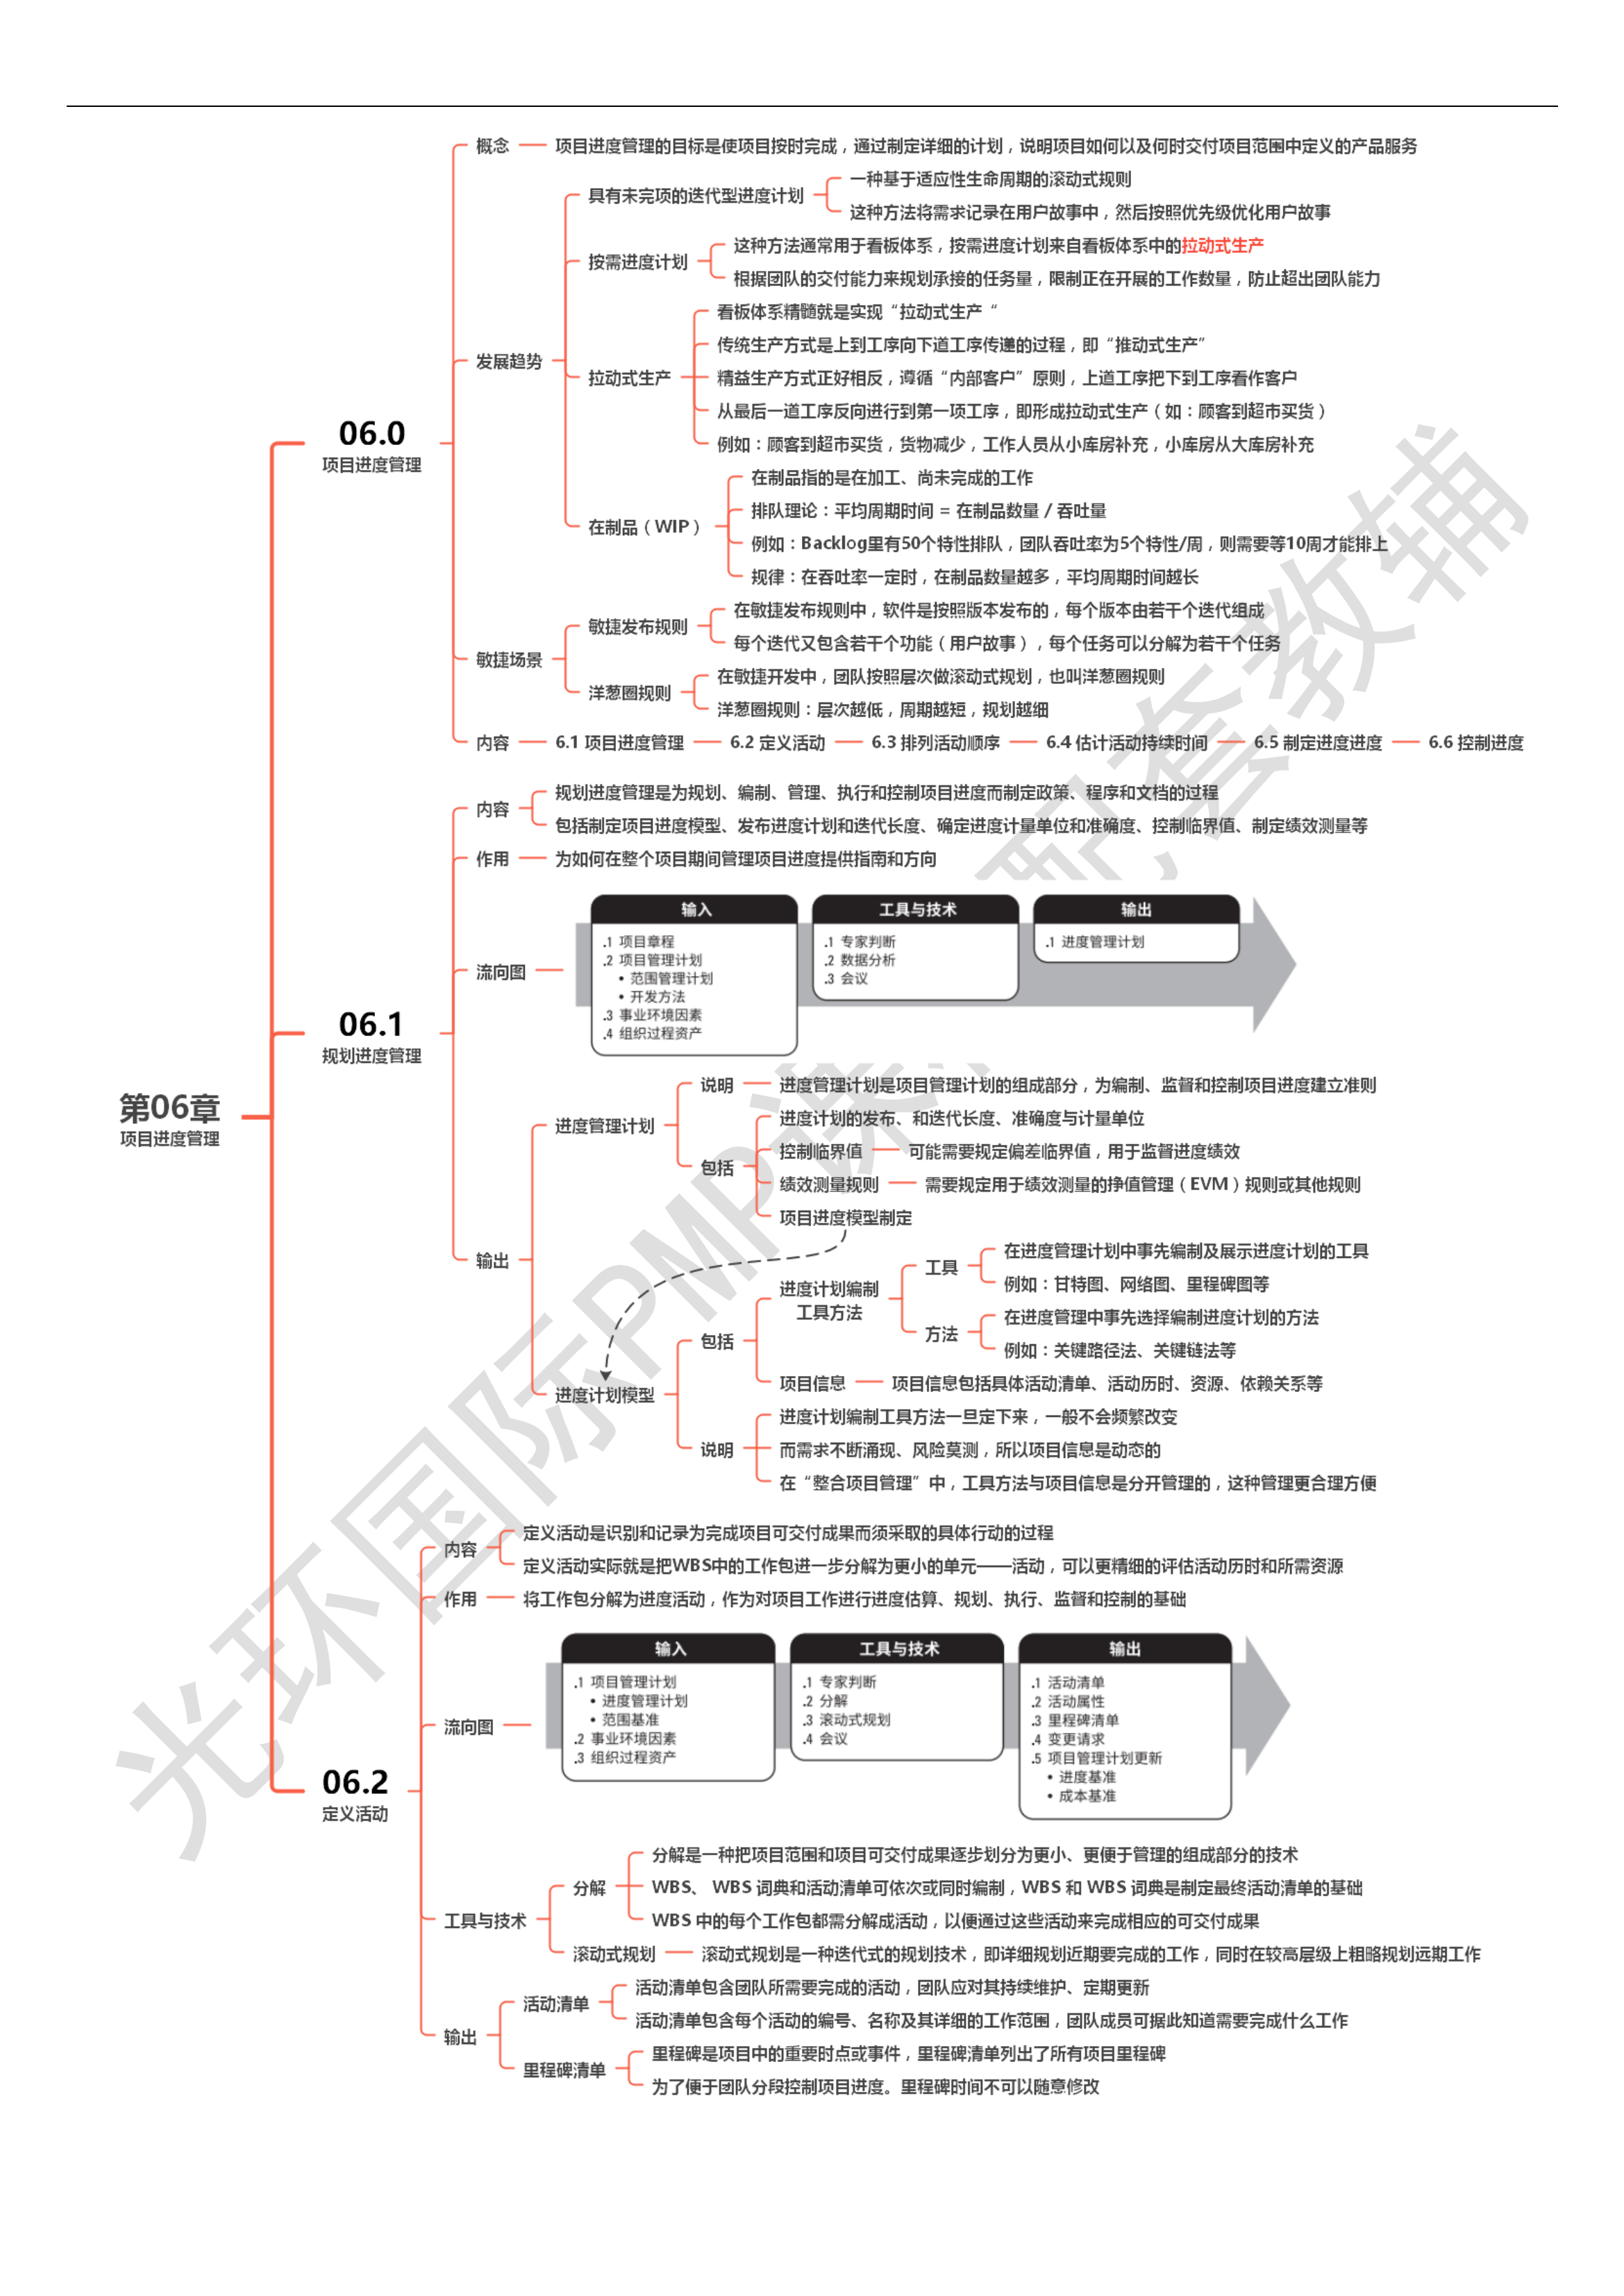 概念
项目进度管理的目标是使项目按时完成，通过制定详细的计划，说明项目如何以及何时交付项目范围中定义的产品服务
具有未完项的迭代型进度计划
一种基于适应性生命周期的滚动式规则
这种方法将需求记录在用户故事中，然后按照优先级优化用户故事
按需进度计划
这种方法通常用于看板体系，按需进度计划来自看板体系中的拉动式生产
根据团队的交付能力来规划承接的任务量，限制正在开展的工作数量，防止超出团队能力
发展趋势
拉动式生产
看板体系精髓就是实现“拉动式生产“
传统生产方式是上到工序向下道工序传递的过程，即“推动式生产”
精益生产方式正好相反，遵循“内部客户”原则，上道工序把下到工序看作客户
从最后一道工序反向进行到第一项工序，即形成拉动式生产（如：顾客到超市买货）
例如：顾客到超市买货，货物减少，工作人员从小库房补充，小库房从大库房补充
06.0
项目进度管理
在制品（WIP）
在制品指的是在加工、尚未完成的工作
排队理论：平均周期时间 = 在制品数量 / 吞吐量
例如：Backlog里有50个特性排队，团队吞吐率为5个特性/周，则需要等10周才能排上
规律：在吞吐率一定时，在制品数量越多，平均周期时间越长
敏捷场景
敏捷发布规则
在敏捷发布规则中，软件是按照版本发布的，每个版本由若干个迭代组成
每个迭代又包含若干个功能（用户故事），每个任务可以分解为若干个任务
洋葱圈规则
在敏捷开发中，团队按照层次做滚动式规划，也叫洋葱圈规则
洋葱圈规则：层次越低，周期越短，规划越细
内容
6.1 项目进度管理
6.2 定义活动
6.3 排列活动顺序
6.4 估计活动持续时间
6.5 制定进度进度
6.6 控制进度
内容
规划进度管理是为规划、编制、管理、执行和控制项目进度而制定政策、程序和文档的过程
包括制定项目进度模型、发布进度计划和迭代长度、确定进度计量单位和准确度、控制临界值、制定绩效测量等
作用
为如何在整个项目期间管理项目进度提供指南和方向
流向图
输入
.1 项目章程
.2 项目管理计划
• 范围管理计划
• 开发方法
.3 事业环境因素
.4 组织过程资产
工具与技术
.1 专家判断
.2 数据分析
.3 会议
输出
.1 进度管理计划
06.1
规划进度管理
第06章
项目进度管理
输出
进度管理计划
说明
进度管理计划是项目管理计划的组成部分，为编制、监督和控制项目进度建立准则
包括
进度计划的发布、和迭代长度、准确度与计量单位
控制临界值
可能需要规定偏差临界值，用于监督进度绩效
绩效测量规则
需要规定用于绩效测量的挣值管理（EVM）规则或其他规则
项目进度模型制定
进度计划模型
包括
进度计划编制
工具方法
工具
在进度管理计划中事先编制及展示进度计划的工具
例如：甘特图、网络图、里程碑图等
方法
在进度管理中事先选择编制进度计划的方法
例如：关键路径法、关键链法等
项目信息
项目信息包括具体活动清单、活动历时、资源、依赖关系等
说明
进度计划编制工具方法一旦定下来，一般不会频繁改变
而需求不断涌现、风险莫测，所以项目信息是动态的
在“整合项目管理”中，工具方法与项目信息是分开管理的，这种管理更合理方便
内容
定义活动是识别和记录为完成项目可交付成果而须采取的具体行动的过程
定义活动实际就是把WBS中的工作包进一步分解为更小的单元——活动，可以更精细的评估活动历时和所需资源
作用
将工作包分解为进度活动，作为对项目工作进行进度估算、规划、执行、监督和控制的基础
流向图
输入
.1 项目管理计划
• 进度管理计划
• 范围基准
.2 事业环境因素
.3 组织过程资产
工具与技术
.1 专家判断
.2 分解
.3 滚动式规划
.4 会议
输出
.1 活动清单
.2 活动属性
.3 里程碑清单
.4 变更请求
.5 项目管理计划更新
• 进度基准
• 成本基准
06.2
定义活动
工具与技术
分解
分解是一种把项目范围和项目可交付成果逐步划分为更小、更便于管理的组成部分的技术
WBS、 WBS 词典和活动清单可依次或同时编制，WBS 和 WBS 词典是制定最终活动清单的基础
WBS 中的每个工作包都需分解成活动，以便通过这些活动来完成相应的可交付成果
滚动式规划
滚动式规划是一种迭代式的规划技术，即详细规划近期要完成的工作，同时在较高层级上粗略规划远期工作
输出
活动清单
活动清单包含团队所需要完成的活动，团队应对其持续维护、定期更新
活动清单包含每个活动的编号、名称及其详细的工作范围，团队成员可据此知道需要完成什么工作
里程碑清单
里程碑是项目中的重要时点或事件，里程碑清单列出了所有项目里程碑
为了便于团队分段控制项目进度。里程碑时间不可以随意修改
光环国际PMP课 配套教辅